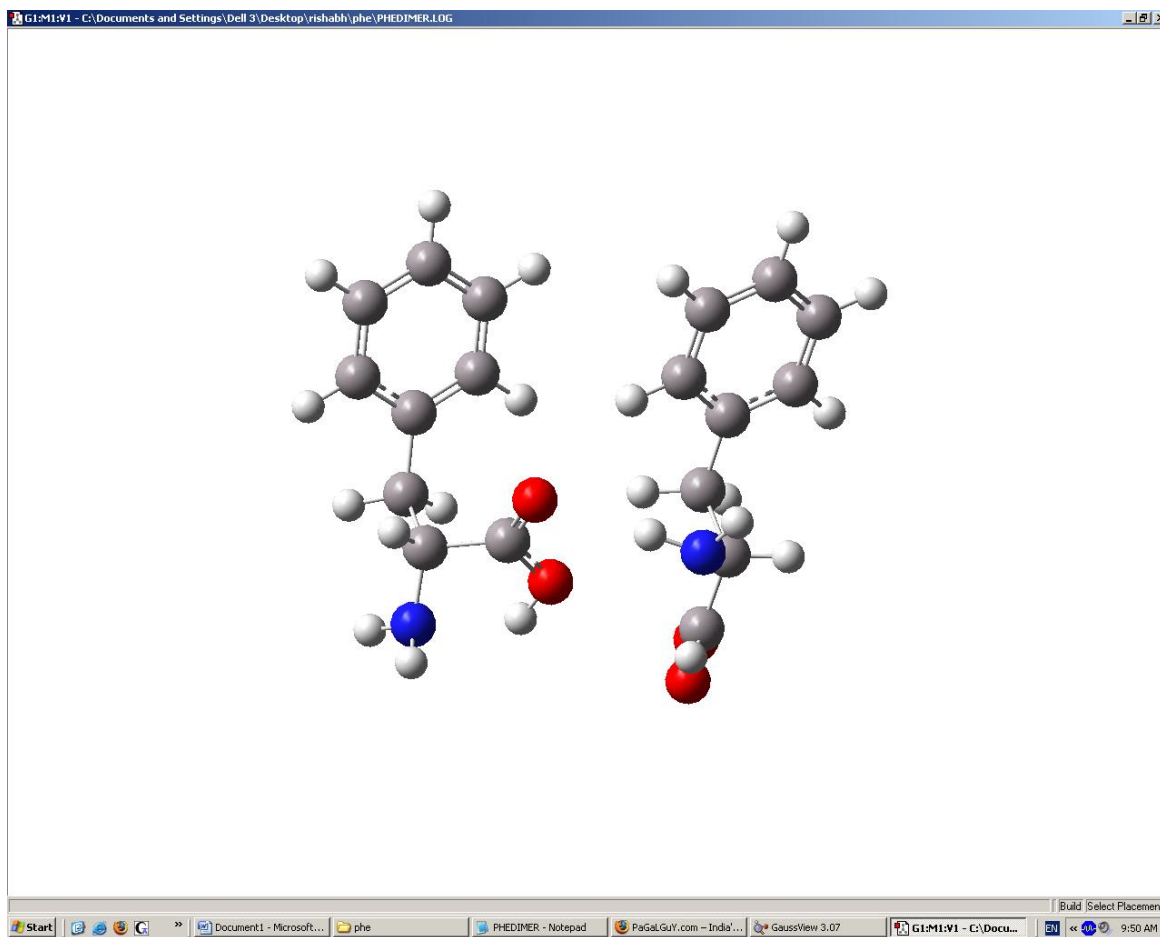 G1:M1:V1 - C:\Documents and Settings\Dell 3\Desktop\rishabh\phe\PHEDIMER.LOG
Build Select Placemen
Start » Document1 - Microsoft... phe PHEDIMER - Notepad PaGaLGuY.com – India'... GaussView 3.07 G1:M1:V1 - C:\Docu... EN « 9:50 AM